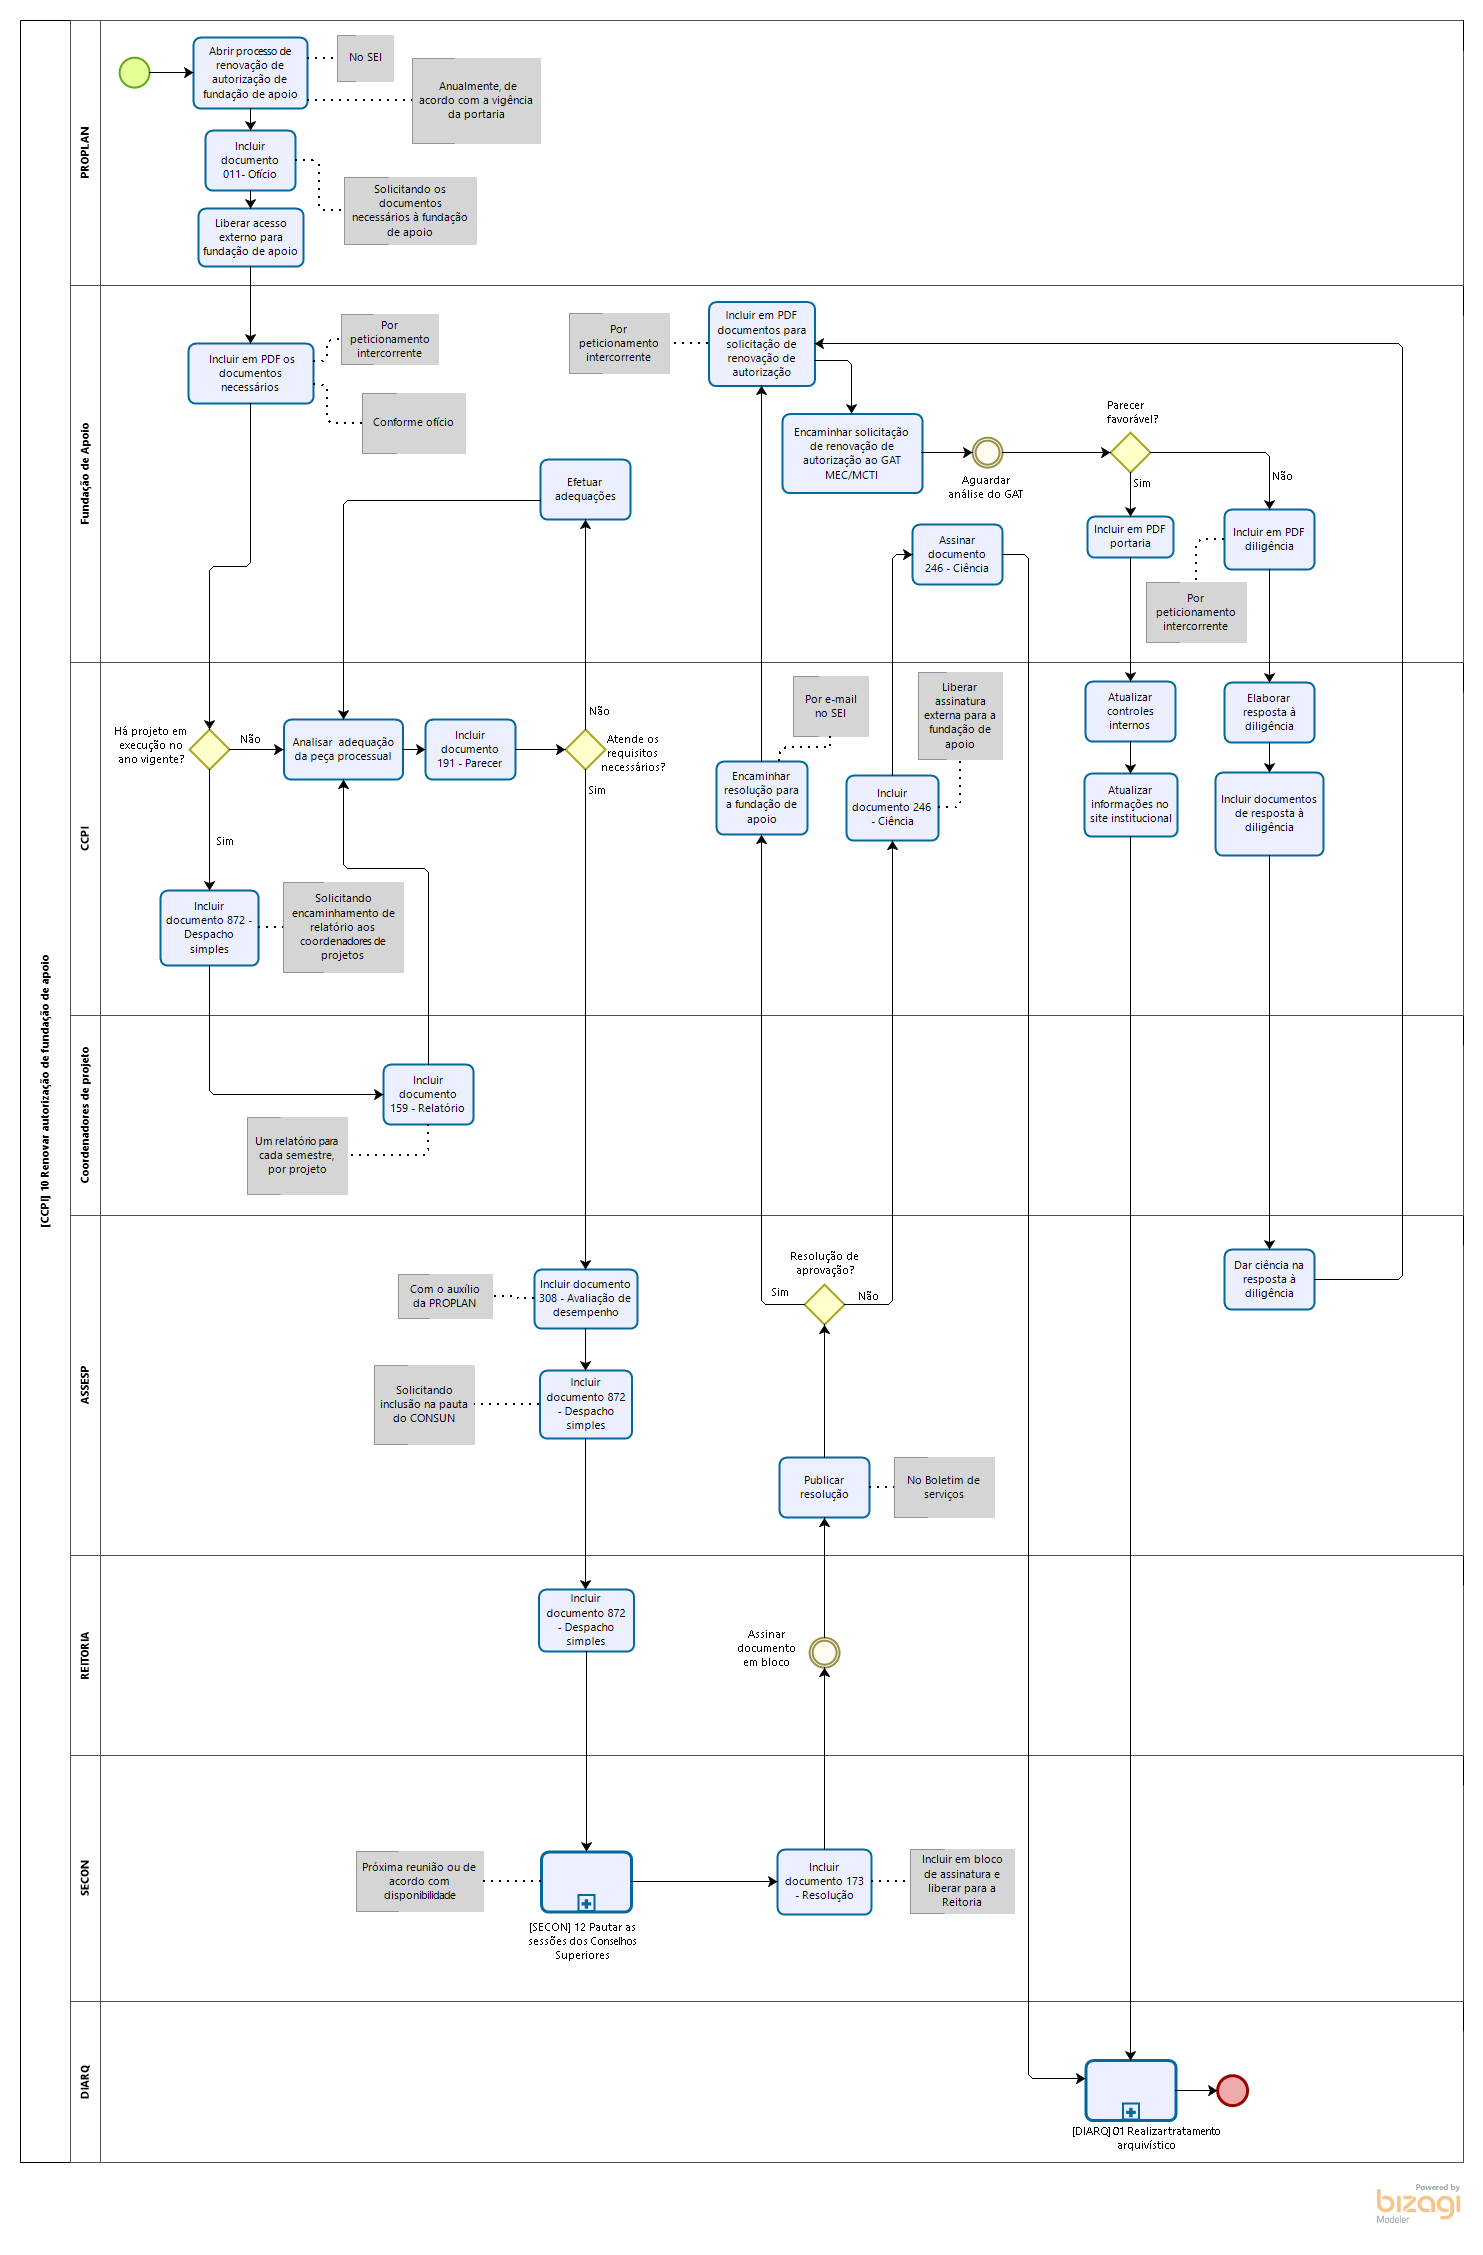 [CCPI] 10 Renovar autorização de fundação de apoio
PROPLAN
Abrir processo de
renovação de
autorização de
fundação de apoio
No SEI
Anualmente, de
acordo com a vigência
da portaria
Incluir
documento
011- Ofício
Solicitando os
documentos
necessários à fundação
de apoio
Liberar acesso
externo para
fundação de apoio
Fundação de Apoio
Incluir em PDF os
documentos
necessários
Por
peticionamento
intercorrente
Conforme ofício
Efetuar
adequações
Por
peticionamento
intercorrente
Incluir em PDF
documentos para
solicitação de
renovação de
autorização
Encaminhar solicitação
de renovação de
autorização ao GAT
MEC/MCTI
Aguardar
análise do GAT
Parecer
favorável?
Sim
Não
Incluir em PDF
portaria
Incluir em PDF
diligência
Por
peticionamento
intercorrente
Assinar
documento
246 - Ciência
CCPI
Há projeto em
execução no
ano vigente?
Não
Sim
Analisar adequação
da peça processual
Incluir
documento
191 - Parecer
Não
Atende os
requisitos
necessários?
Sim
Incluir
documento 872 -
Despacho
simples
Solicitando
encaminhamento de
relatório aos
coordenadores de
projetos
Por e-mail
no SEI
Encaminhar
resolução para
a fundação de
apoio
Liberar
assinatura
externa para a
fundação de
apoio
Incluir
documento 246
- Ciência
Atualizar
controles
internos
Atualizar
informações no
site institucional
Elaborar
resposta à
diligência
Incluir documentos
de resposta à
diligência
Coordenadores de projeto
Incluir
documento
159 - Relatório
Um relatório para
cada semestre,
por projeto
ASSESP
Com o auxílio
da PROPLAN
Incluir documento
308 - Avaliação de
desempenho
Solicitando
inclusão na pauta
do CONSUN
Incluir
documento 872
- Despacho
simples
Resolução de
aprovação?
Sim
Não
Publicar
resolução
No Boletim de
serviços
Dar ciência na
resposta à
diligência
REITORIA
Incluir
documento 872
- Despacho
simples
Assinar
documento
em bloco
SECON
Próxima reunião ou de
acordo com
disponibilidade
[SECON] 12 Pautar as
sessões dos Conselhos
Superiores
Incluir
documento 173
- Resolução
Incluir em bloco
de assinatura e
liberar para a
Reitoria
DIARQ
[DIARQ] 01 Realizar tratamento
arquivístico
Powered by
bizagi
Modeler